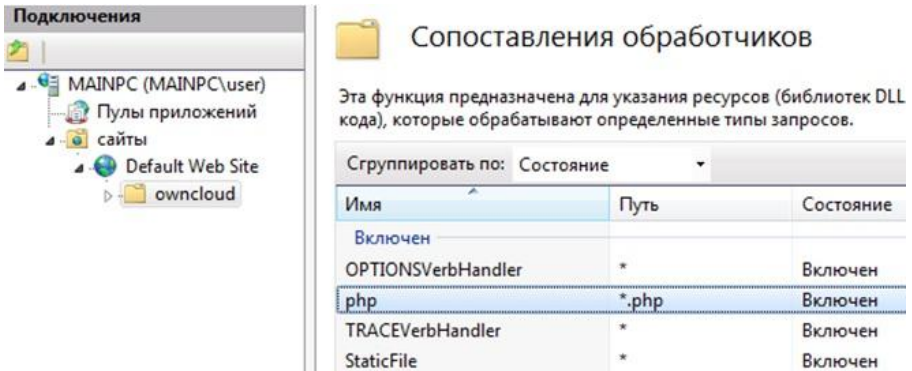 Подключения
MAINPC (MAINPC\user)
Пулы приложений
сайты
Default Web Site
owncloud
Сопоставления обработчиков
Эта функция предназначена для указания ресурсов (библиотек DLL
кода), которые обрабатывают определенные типы запросов.
Сгруппировать по: Состояние
Имя Путь Состояние
Включен
OPTIONSVerbHandler * Включен
php *.php Включен
TRACEVerbHandler * Включен
StaticFile * Включен